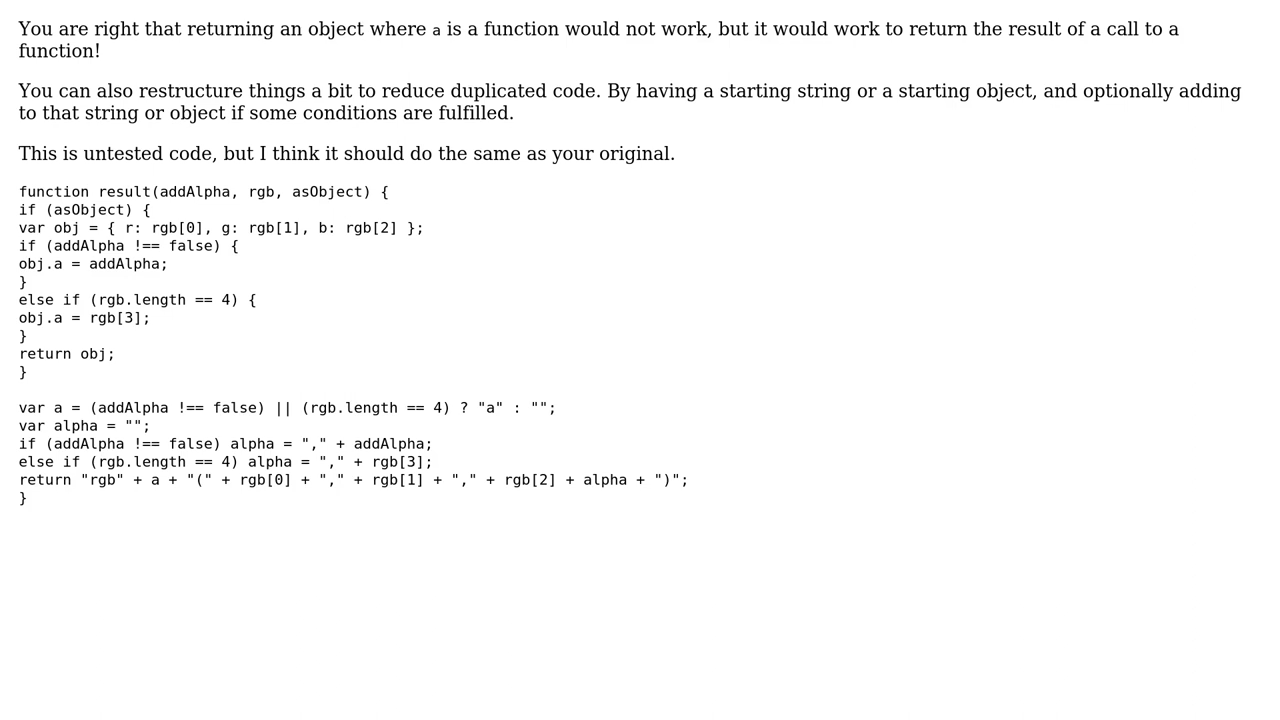 You are right that returning an object where a is a function would not work, but it would work to return the result of a call to a
function!
You can also restructure things a bit to reduce duplicated code. By having a starting string or a starting object, and optionally adding
to that string or object if some conditions are fulfilled.
This is untested code, but I think it should do the same as your original.
function result(addAlpha, rgb, asObject) {
if (asObject) {
var obj = { r: rgb[0], g: rgb[1], b: rgb[2] };
if (addAlpha !== false) {
obj.a = addAlpha;
}
else if (rgb.length == 4) {
obj.a = rgb[3];
}
return obj;
}
var a = (addAlpha !== false) || (rgb.length == 4) ? "a" : "";
var alpha = "";
if (addAlpha !== false) alpha = "," + addAlpha;
else if (rgb.length == 4) alpha = "," + rgb[3];
return "rgb" + a + "(" + rgb[0] + "," + rgb[1] + "," + rgb[2] + alpha + ")";
}